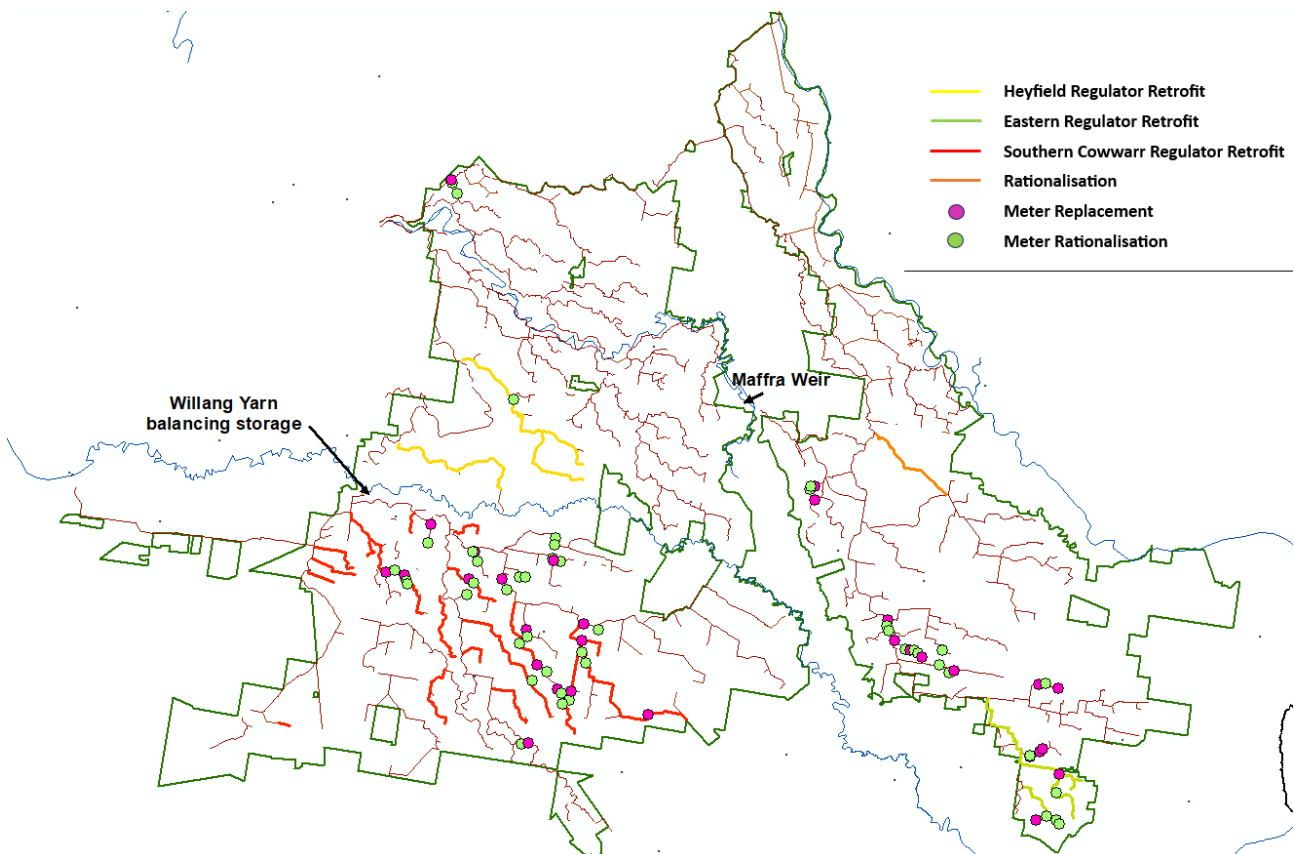 Heyfield Regulator Retrofit
Eastern Regulator Retrofit
Southern Cowwarr Regulator Retrofit
Rationalisation
Meter Replacement
Meter Rationalisation
Maffra Weir
Willang Yarn
balancing storage